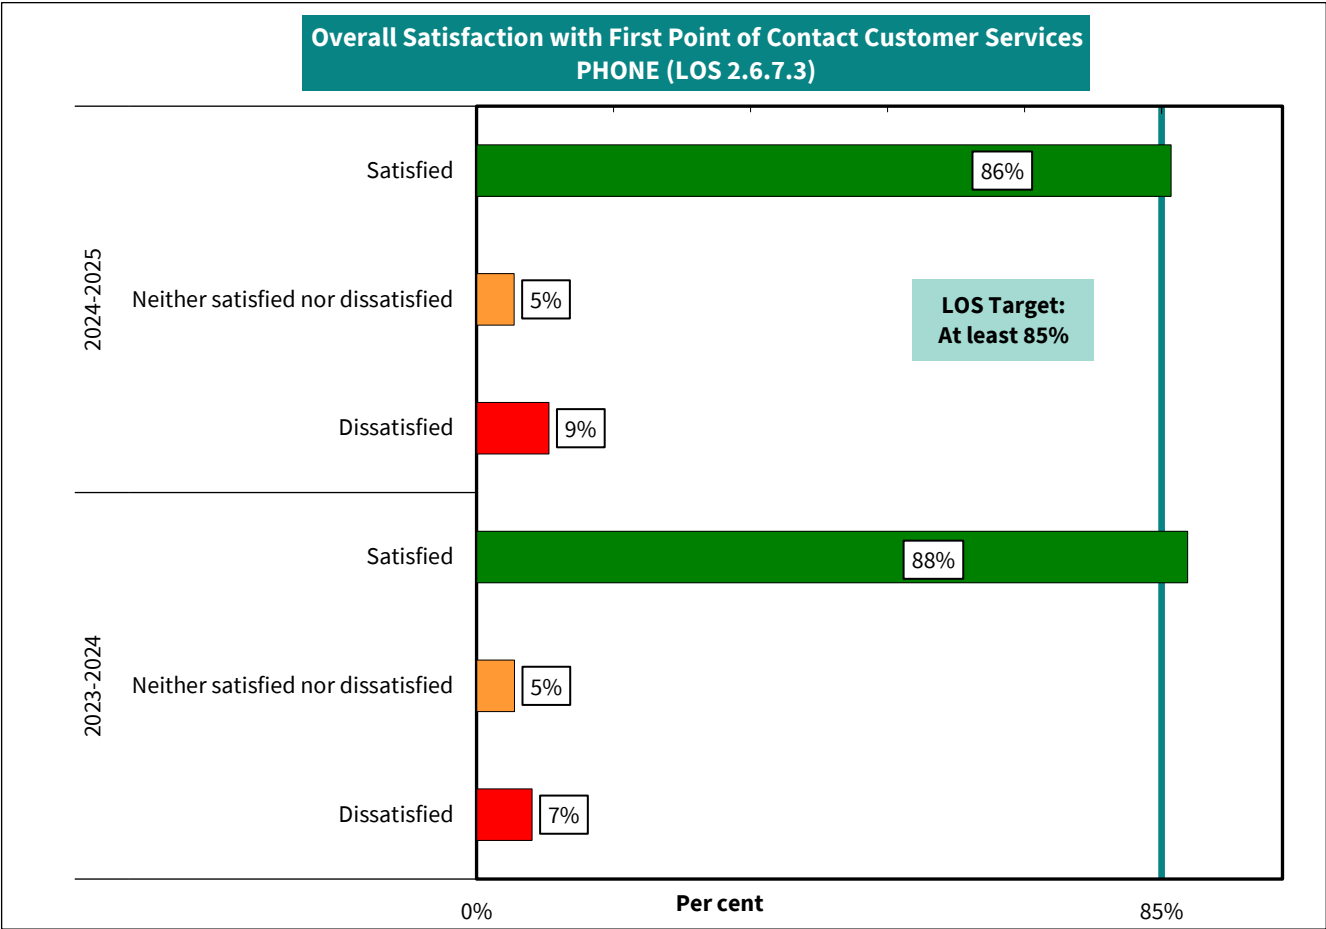 Overall Satisfaction with First Point of Contact Customer Services
PHONE (LOS 2.6.7.3)
2024-2025
Satisfied
86%
Neither satisfied nor dissatisfied
5%
LOS Target:
At least 85%
Dissatisfied
9%
2023-2024
Satisfied
88%
Neither satisfied nor dissatisfied
5%
Dissatisfied
7%
0%
Per cent
85%